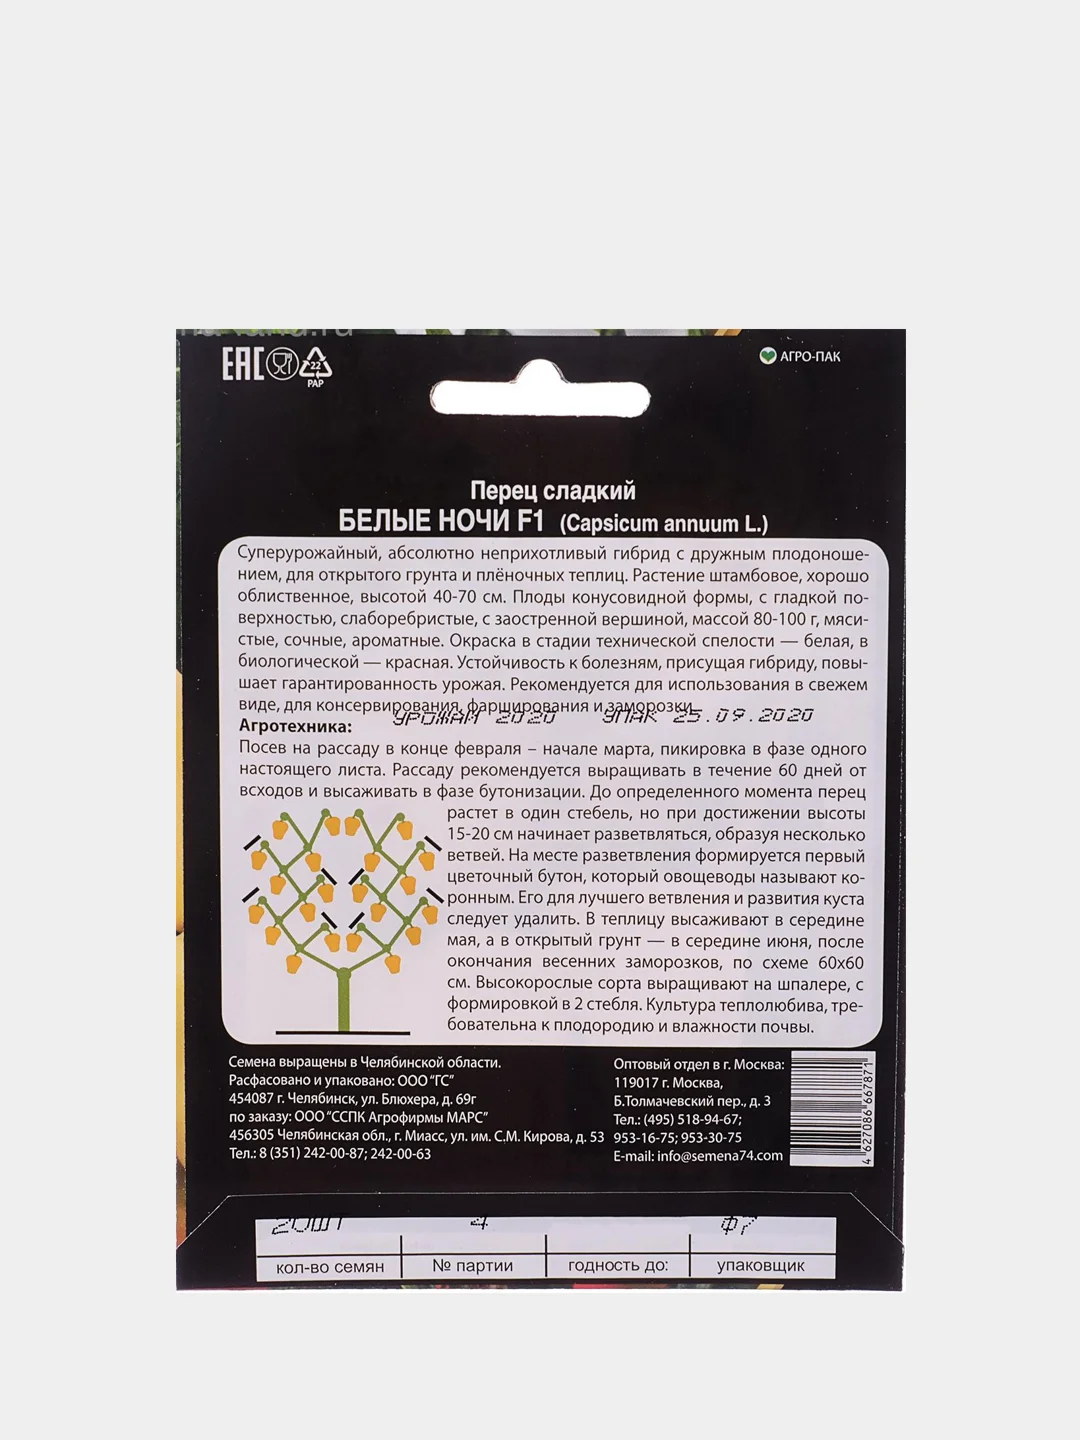 ЕАС
22
PAP
АГРО-ПАК
Перец сладкий
БЕЛЫЕ НОЧИ F1 (Capsicum annuum L.)
Суперурожайный, абсолютно неприхотливый гибрид с дружным плодоноше-
нием, для открытого грунта и плёночных теплиц. Растение штамбовое, хорошо
облиственное, высотой 40-70 см. Плоды конусовидной формы, с гладкой по-
верхностью, слаборебристые, с заостренной вершиной, массой 80-100 г, мяси-
стые, сочные, ароматные. Окраска в стадии технической спелости — белая, в
биологической — красная. Устойчивость к болезням, присущая гибриду, повы-
шает гарантированность урожая. Рекомендуется для использования в свежем
виде, для консервирования, фарширования и заморозки.
УРОЖАЙ 2020 УПАК 25.09.2020
Агротехника:
Посев на рассаду в конце февраля – начале марта, пикировка в фазе одного
настоящего листа. Рассаду рекомендуется выращивать в течение 60 дней от
всходов и высаживать в фазе бутонизации. До определенного момента перец
растет в один стебель, но при достижении высоты
15-20 см начинает разветвляться, образуя несколько
ветвей. На месте разветвления формируется первый
цветочный бутон, который овощеводы называют ко-
ронным. Его для лучшего ветвления и развития куста
следует удалить. В теплицу высаживают в середине
мая, а в открытый грунт — в середине июня, после
окончания весенних заморозков, по схеме 60х60
см. Высокорослые сорта выращивают на шпалере, с
формировкой в 2 стебля. Культура теплолюбива, тре-
бовательна к плодородию и влажности почвы.
Семена выращены в Челябинской области.
Расфасовано и упаковано: ООО "ГС"
454087 г. Челябинск, ул. Блюхера, д. 69г
по заказу: ООО "ССПК Агрофирмы МАРС"
456305 Челябинская обл., г. Миасс, ул. им. С.М. Кирова, д. 53
Тел.: 8 (351) 242-00-87; 242-00-63
Оптовый отдел в г. Москва:
119017 г. Москва,
Б.Толмачевский пер., д. 3
Тел.: (495) 518-94-67;
953-16-75; 953-30-75
E-mail: info@semena74.com
4 627086 667871
20ШТ 4 Ф7
кол-во семян № партии годность до: упаковщик